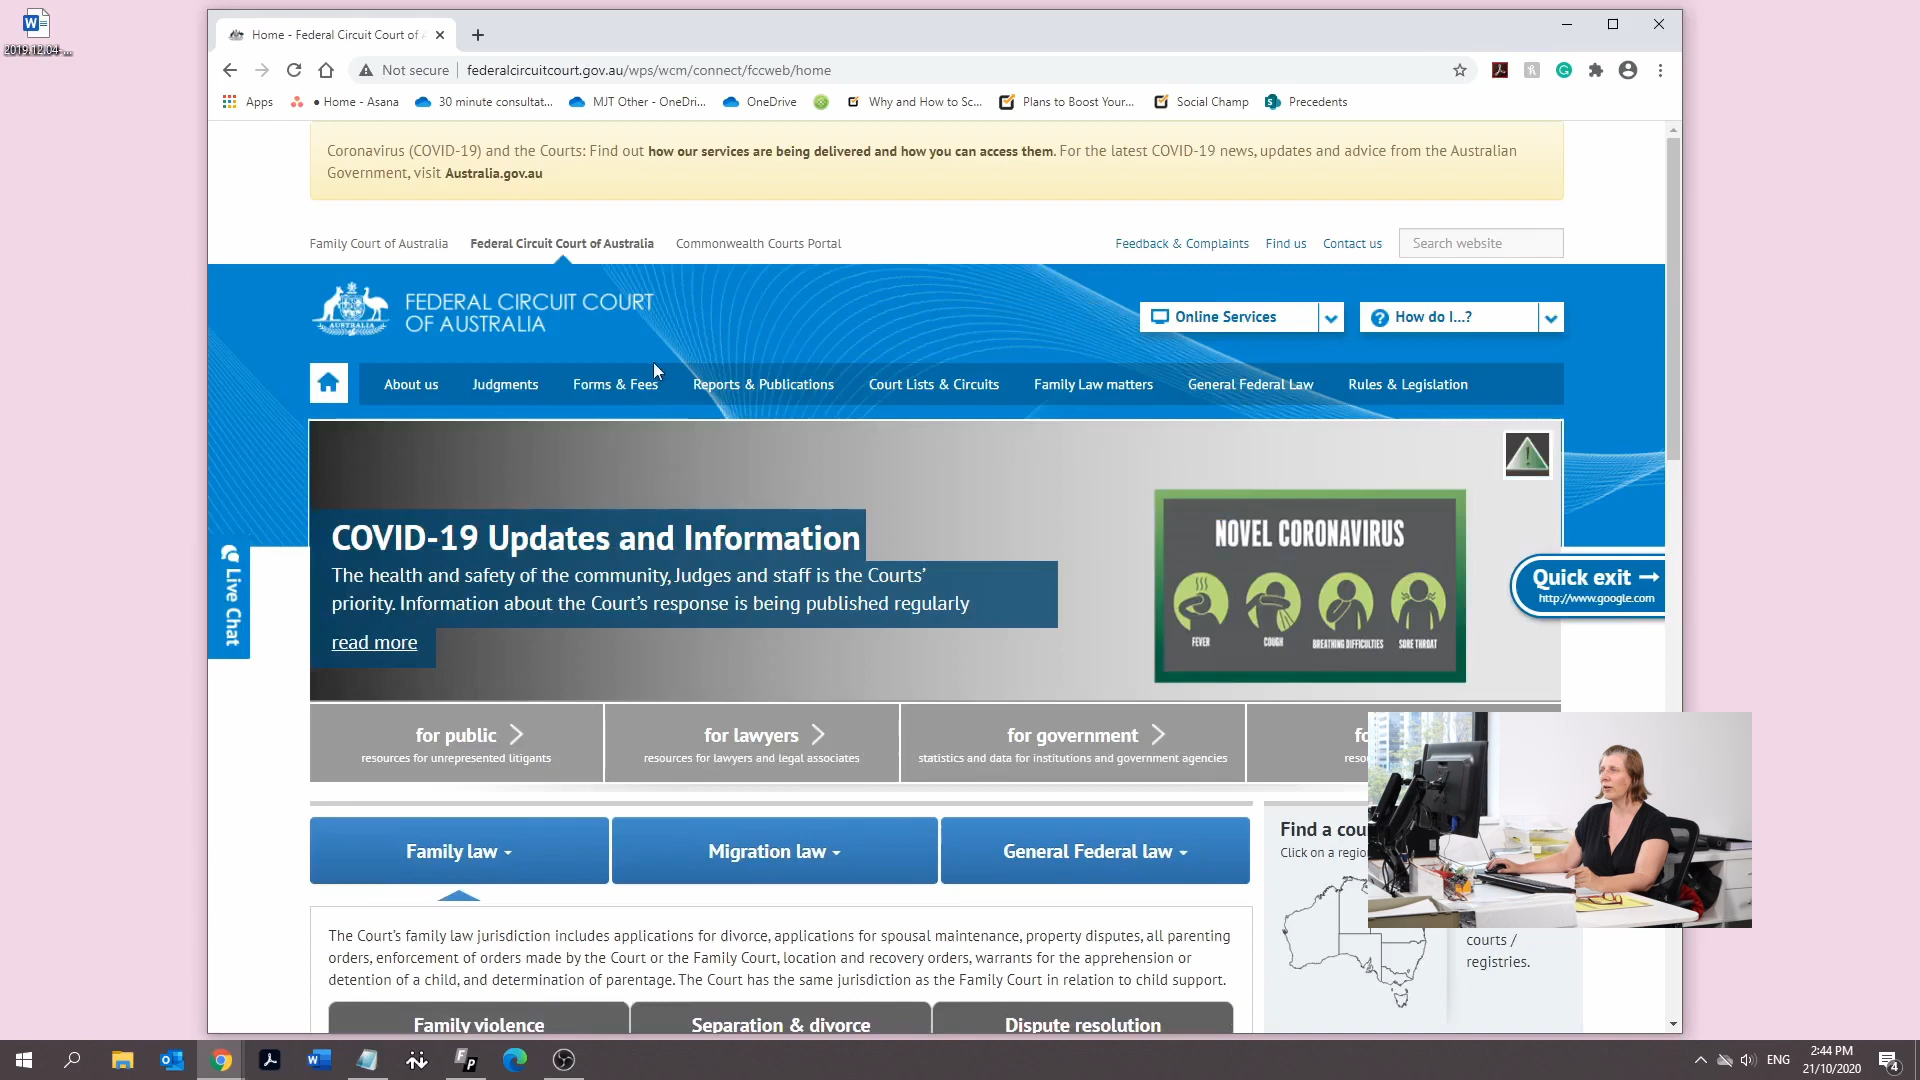 2019.12.04-...
Home - Federal Circuit Court of A
Not secure
federalcircuitcourt.gov.au/wps/wcm/connect/fccweb/home
Apps
• Home - Asana
30 minute consultat...
MJT Other - OneDri...
OneDrive
Why and How to Sc...
Plans to Boost Your...
Social Champ
Precedents
Coronavirus (COVID-19) and the Courts: Find out how our services are being delivered and how you can access them. For the latest COVID-19 news, updates and advice from the Australian
Government, visit Australia.gov.au
Family Court of Australia
Federal Circuit Court of Australia
Commonwealth Courts Portal
Feedback & Complaints
Find us
Contact us
Search website
AUSTRALIA
FEDERAL CIRCUIT COURT
OF AUSTRALIA
Online Services
How do I...?
About us
Judgments
Forms & Fees
Reports & Publications
Court Lists & Circuits
Family Law matters
General Federal Law
Rules & Legislation
COVID-19 Updates and Information
The health and safety of the community, Judges and staff is the Courts'
priority. Information about the Court's response is being published regularly
read more
NOVEL CORONAVIRUS
FEVER
COUGH
BREATHING DIFFICULTIES
SORE THROAT
Live Chat
Quick exit
http://www.google.com
for public
resources for unrepresented litigants
for lawyers
resources for lawyers and legal associates
for government
statistics and data for institutions and government agencies
fo
resou
Family law
Migration law
General Federal law
Find a cou
Click on a region
courts /
registries.
The Court's family law jurisdiction includes applications for divorce, applications for spousal maintenance, property disputes, all parenting
orders, enforcement of orders made by the Court or the Family Court, location and recovery orders, warrants for the apprehension or
detention of a child, and determination of parentage. The Court has the same jurisdiction as the Family Court in relation to child support.
Family violence
Separation & divorce
Dispute resolution
ENG
2:44 PM
21/10/2020
4